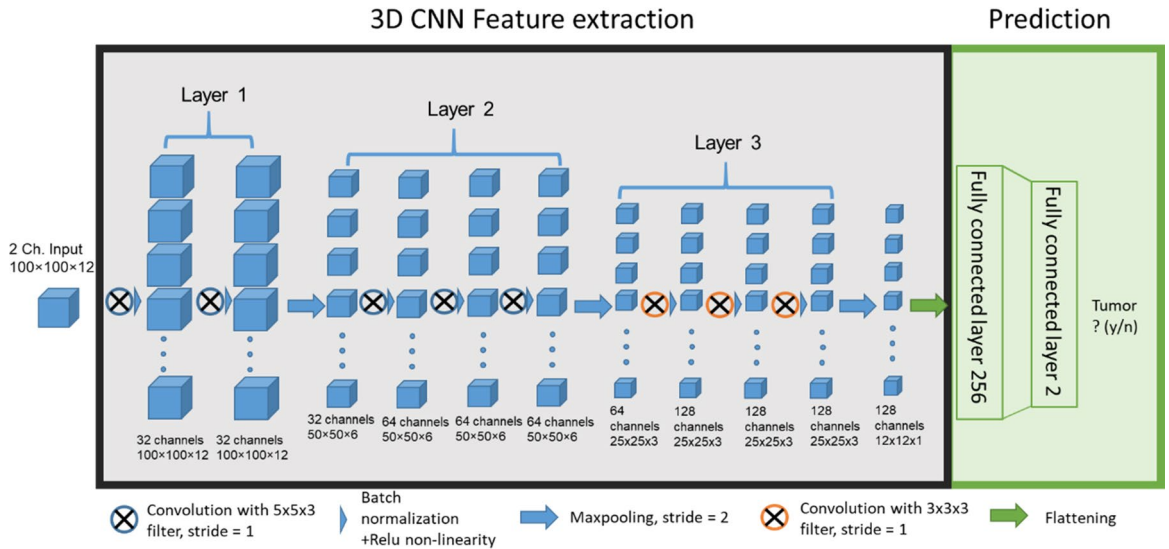 3D CNN Feature extraction
Prediction
Layer 1
Layer 2
Layer 3
2 Ch. Input
100×100×12
32 channels
100×100×12
32 channels
100×100×12
32 channels
50×50×6
64 channels
50×50×6
64 channels
50×50×6
64 channels
50×50×6
64
channels
25x25x3
128
channels
25x25x3
128
channels
25x25x3
128
channels
25x25x3
128
channels
12x12x1
Fully connected layer 256
Fully connected layer 2
Tumor
? (y/n)
Convolution with 5x5x3
filter, stride = 1
Batch
normalization
+Relu non-linearity
Maxpooling, stride = 2
Convolution with 3x3x3
filter, stride = 1
Flattening